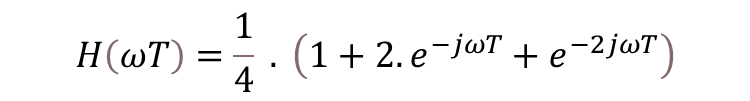 H(ωT) = 1/4 . (1 + 2. e^{−jωT} + e^{−2jωT})